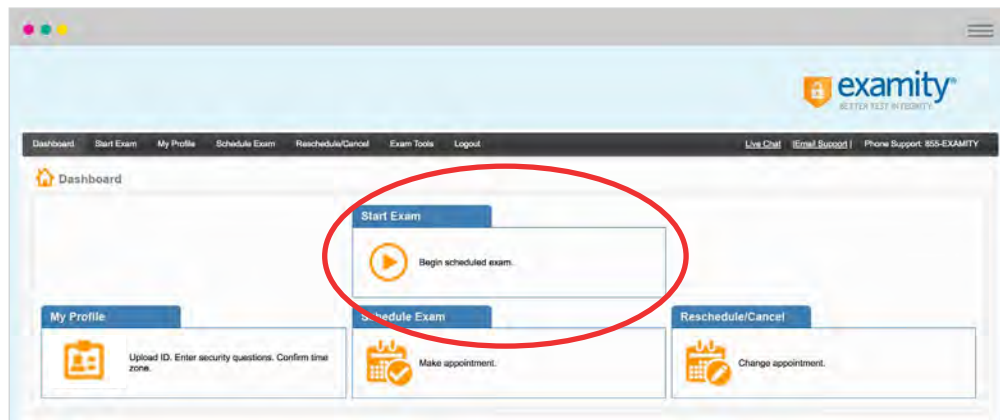 examity®
BETTER TEST INTEGRITY
Dashboard Start Exam My Profile Schedule Exam Reschedule/Cancel Exam Tools Logout Live Chat |Email Support | Phone Support: 855-EXAMITY
Dashboard
Start Exam
Begin scheduled exam.
My Profile Schedule Exam Reschedule/Cancel
Upload ID. Enter security questions. Confirm time
zone.
Make appointment.
Change appointment.